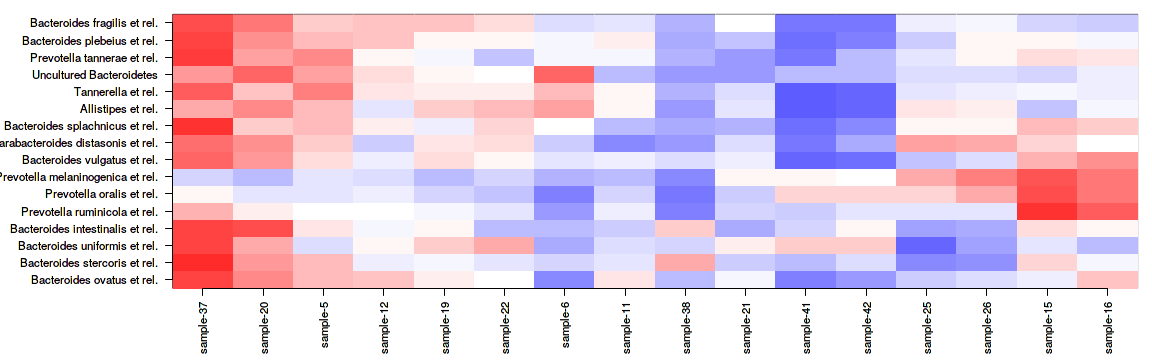 Bacteroides fragilis et rel.
Bacteroides plebeius et rel.
Prevotella tannerae et rel.
Uncultured Bacteroidetes
Tannerella et rel.
Allistipes et rel.
Bacteroides splachnicus et rel.
arabacteroides distasonis et rel.
Bacteroides vulgatus et rel.
Prevotella melaninogenica et rel.
Prevotella oralis et rel.
Prevotella ruminicola et rel.
Bacteroides intestinalis et rel.
Bacteroides uniformis et rel.
Bacteroides stercoris et rel.
Bacteroides ovatus et rel.
sample-37
sample-20
sample-5
sample-12
sample-19
sample-22
sample-6
sample-11
sample-38
sample-21
sample-41
sample-42
sample-25
sample-26
sample-15
sample-16